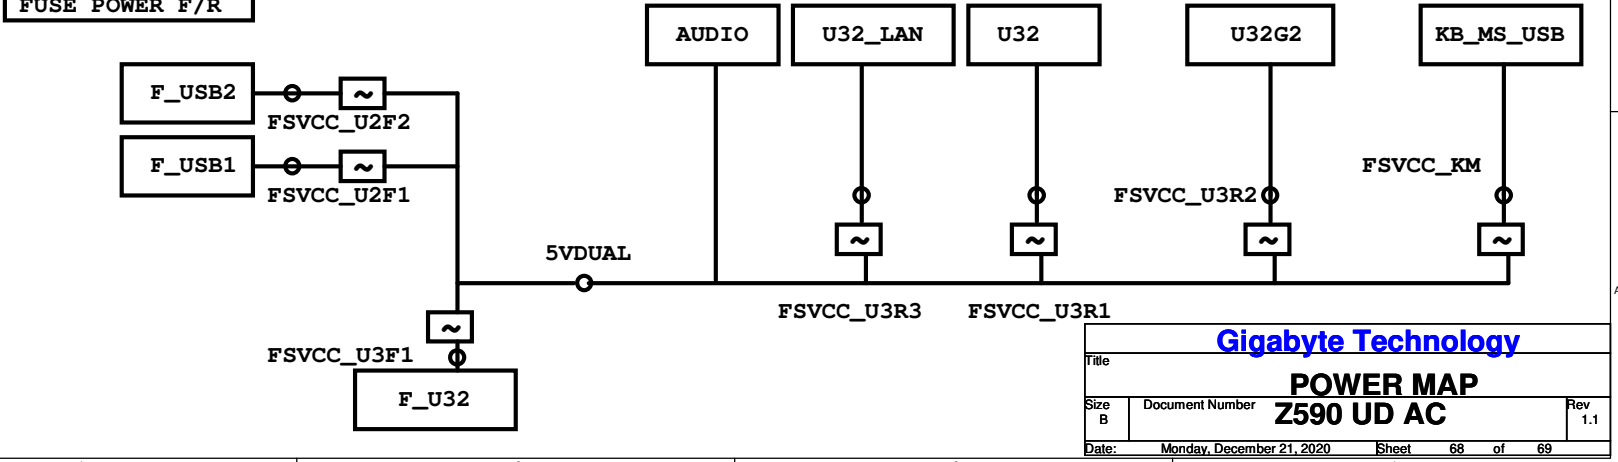 FUSE POWER F/R
AUDIO
U32_LAN
U32
U32G2
KB_MS_USB
F_USB2
FSVCC_U2F2
F_USB1
FSVCC_U2F1
FSVCC_KM
FSVCC_U3R2
~
~
~
~
~
~
~
5VDUAL
FSVCC_U3R3
FSVCC_U3R1
FSVCC_U3F1
F_U32
Gigabyte Technology
Title
POWER MAP
Size
B
Document Number
Z590 UD AC
Rev
1.1
Date:
Monday, December 21, 2020
Sheet
68
of
69
A